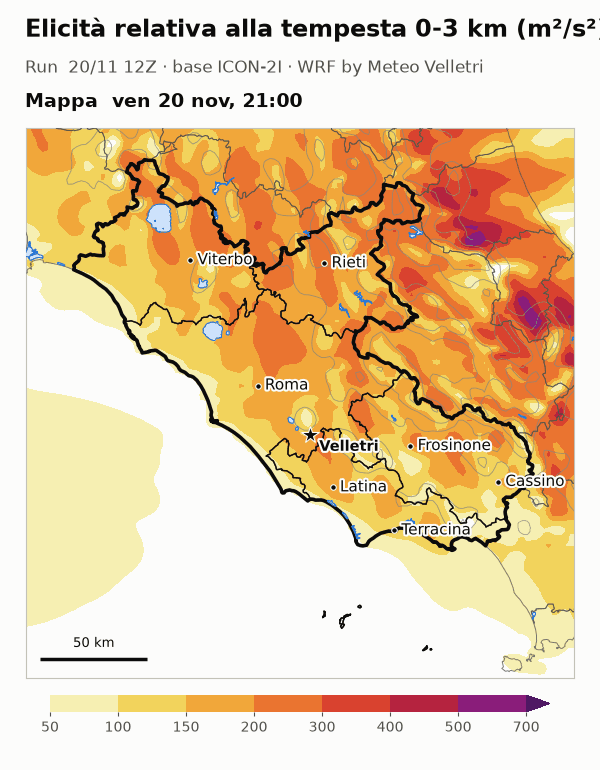 Elicità relativa alla tempesta 0-3 km (m²/s²)
Run  20/11 12Z · base ICON-2I · WRF by Meteo Velletri
Mappa  ven 20 nov, 21:00
Viterbo
Rieti
Roma
Velletri
Frosinone
Cassino
Latina
Terracina
50 km
50 100 150 200 300 400 500 700